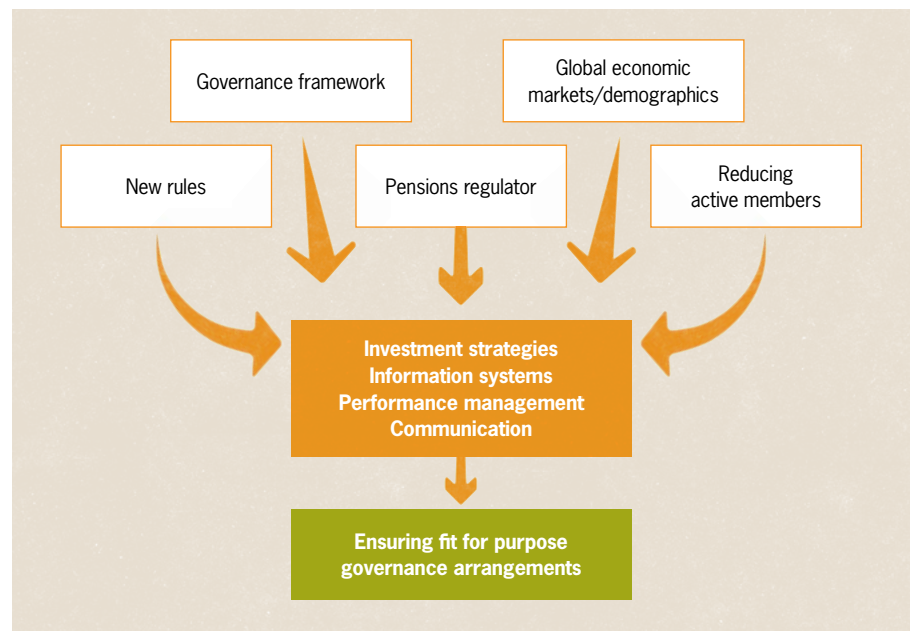 Governance framework
Global economic
markets/demographics
New rules
Pensions regulator
Reducing
active members
Investment strategies
Information systems
Performance management
Communication
Ensuring fit for purpose
governance arrangements